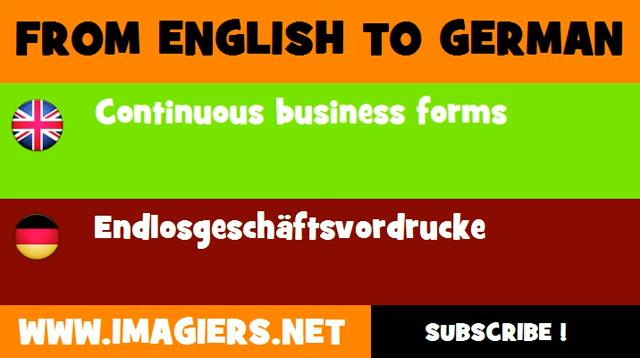 FROM ENGLISH TO GERMAN
Continuous business forms
Endlosgeschäftsvordrucke
WWW.IMAGIERS.NET
SUBSCRIBE !